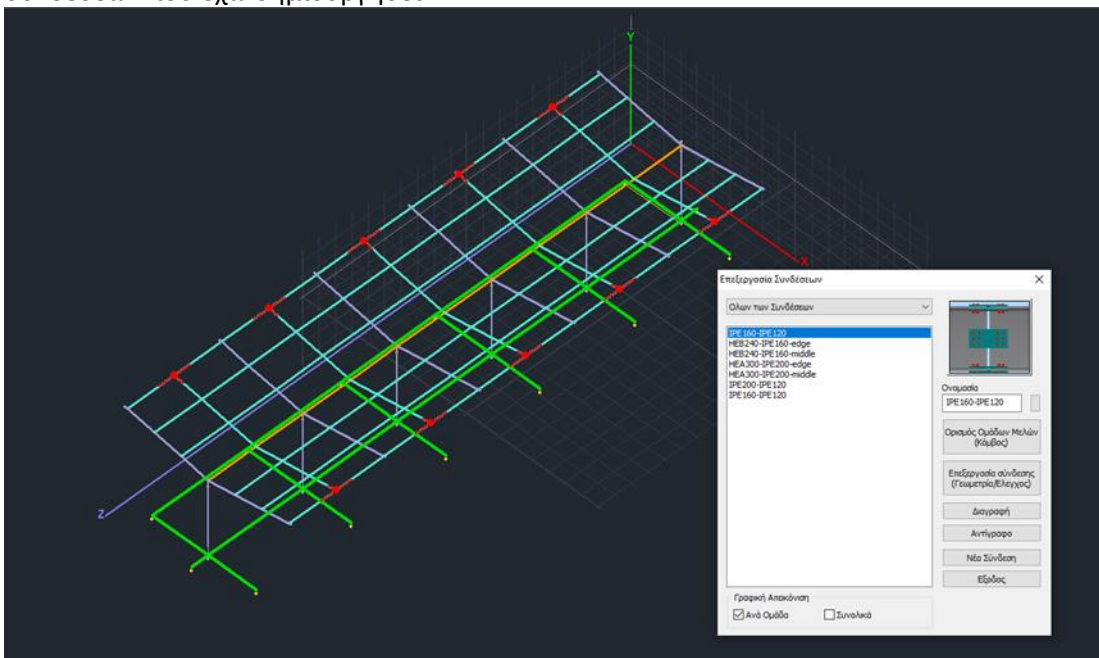 Y
X
Z
Επεξεργασία Συνδέσεων
Ολων των Συνδέσεων
IPE160-IPE120
HEB240-IPE160-edge
HEB240-IPE160-middle
HEA300-IPE200-edge
HEA300-IPE200-middle
IPE200-IPE120
IPE160-IPE120
Ονομασία
IPE160-IPE120
Ορισμός Ομάδων Μελών
(Κόμβος)
Επεξεργασία σύνδεσης
(Γεωμετρία/Ελεγχος)
Διαγραφή
Αντίγραφο
Νέα Σύνδεση
Εξοδος
Γραφική Απεικόνιση
Ανά Ομάδα
Συνολικά